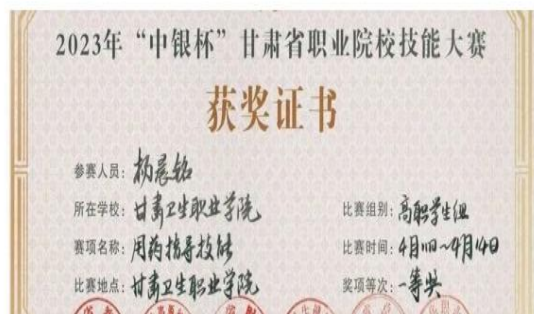 2023年“中银杯”甘肃省职业院校技能大赛
获奖证书
参赛人员：杨晨铭
所在学校：甘肃卫生职业学院
比赛组别：高职学生组
赛项名称：用药指导技能
比赛时间：4月11日~4月14日
比赛地点：甘肃卫生职业学院
奖项等次：一等奖